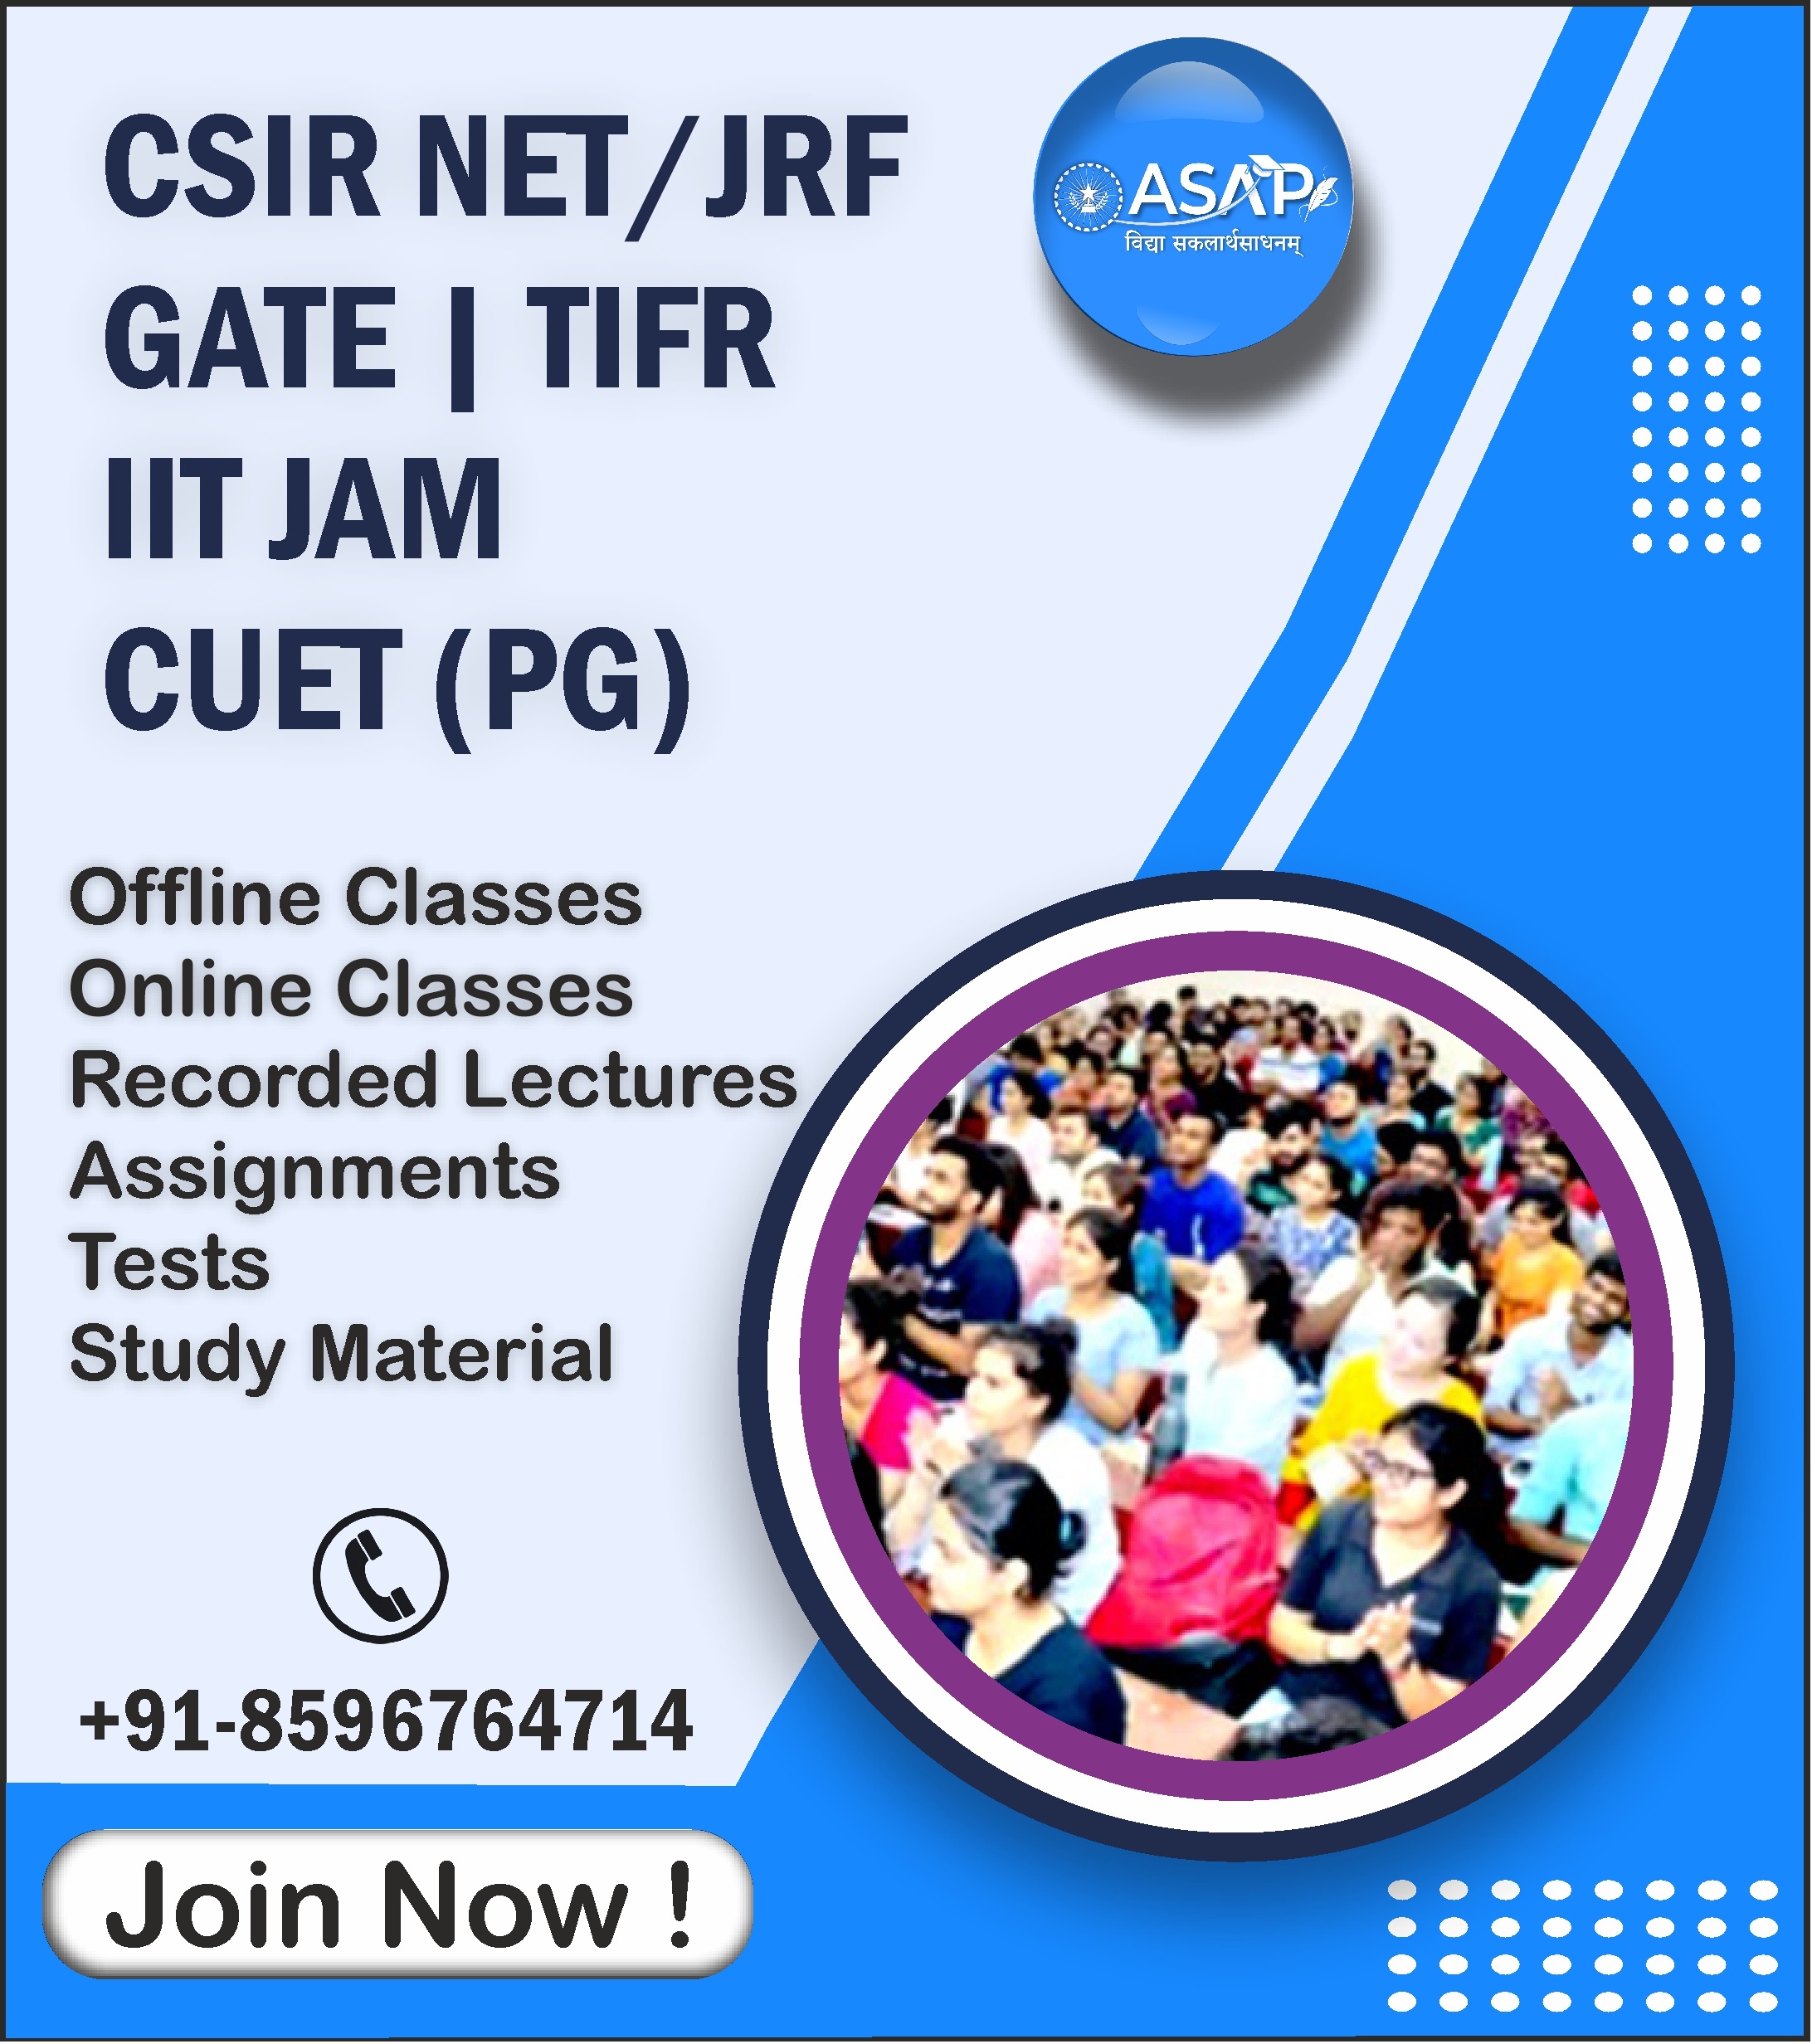 CSIR NET/JRF
GATE | TIFR
IIT JAM
CUET (PG)
ASAP
विद्या सकलार्थसाधनम्
Offline Classes
Online Classes
Recorded Lectures
Assignments
Tests
Study Material
+91-8596764714
Join Now !